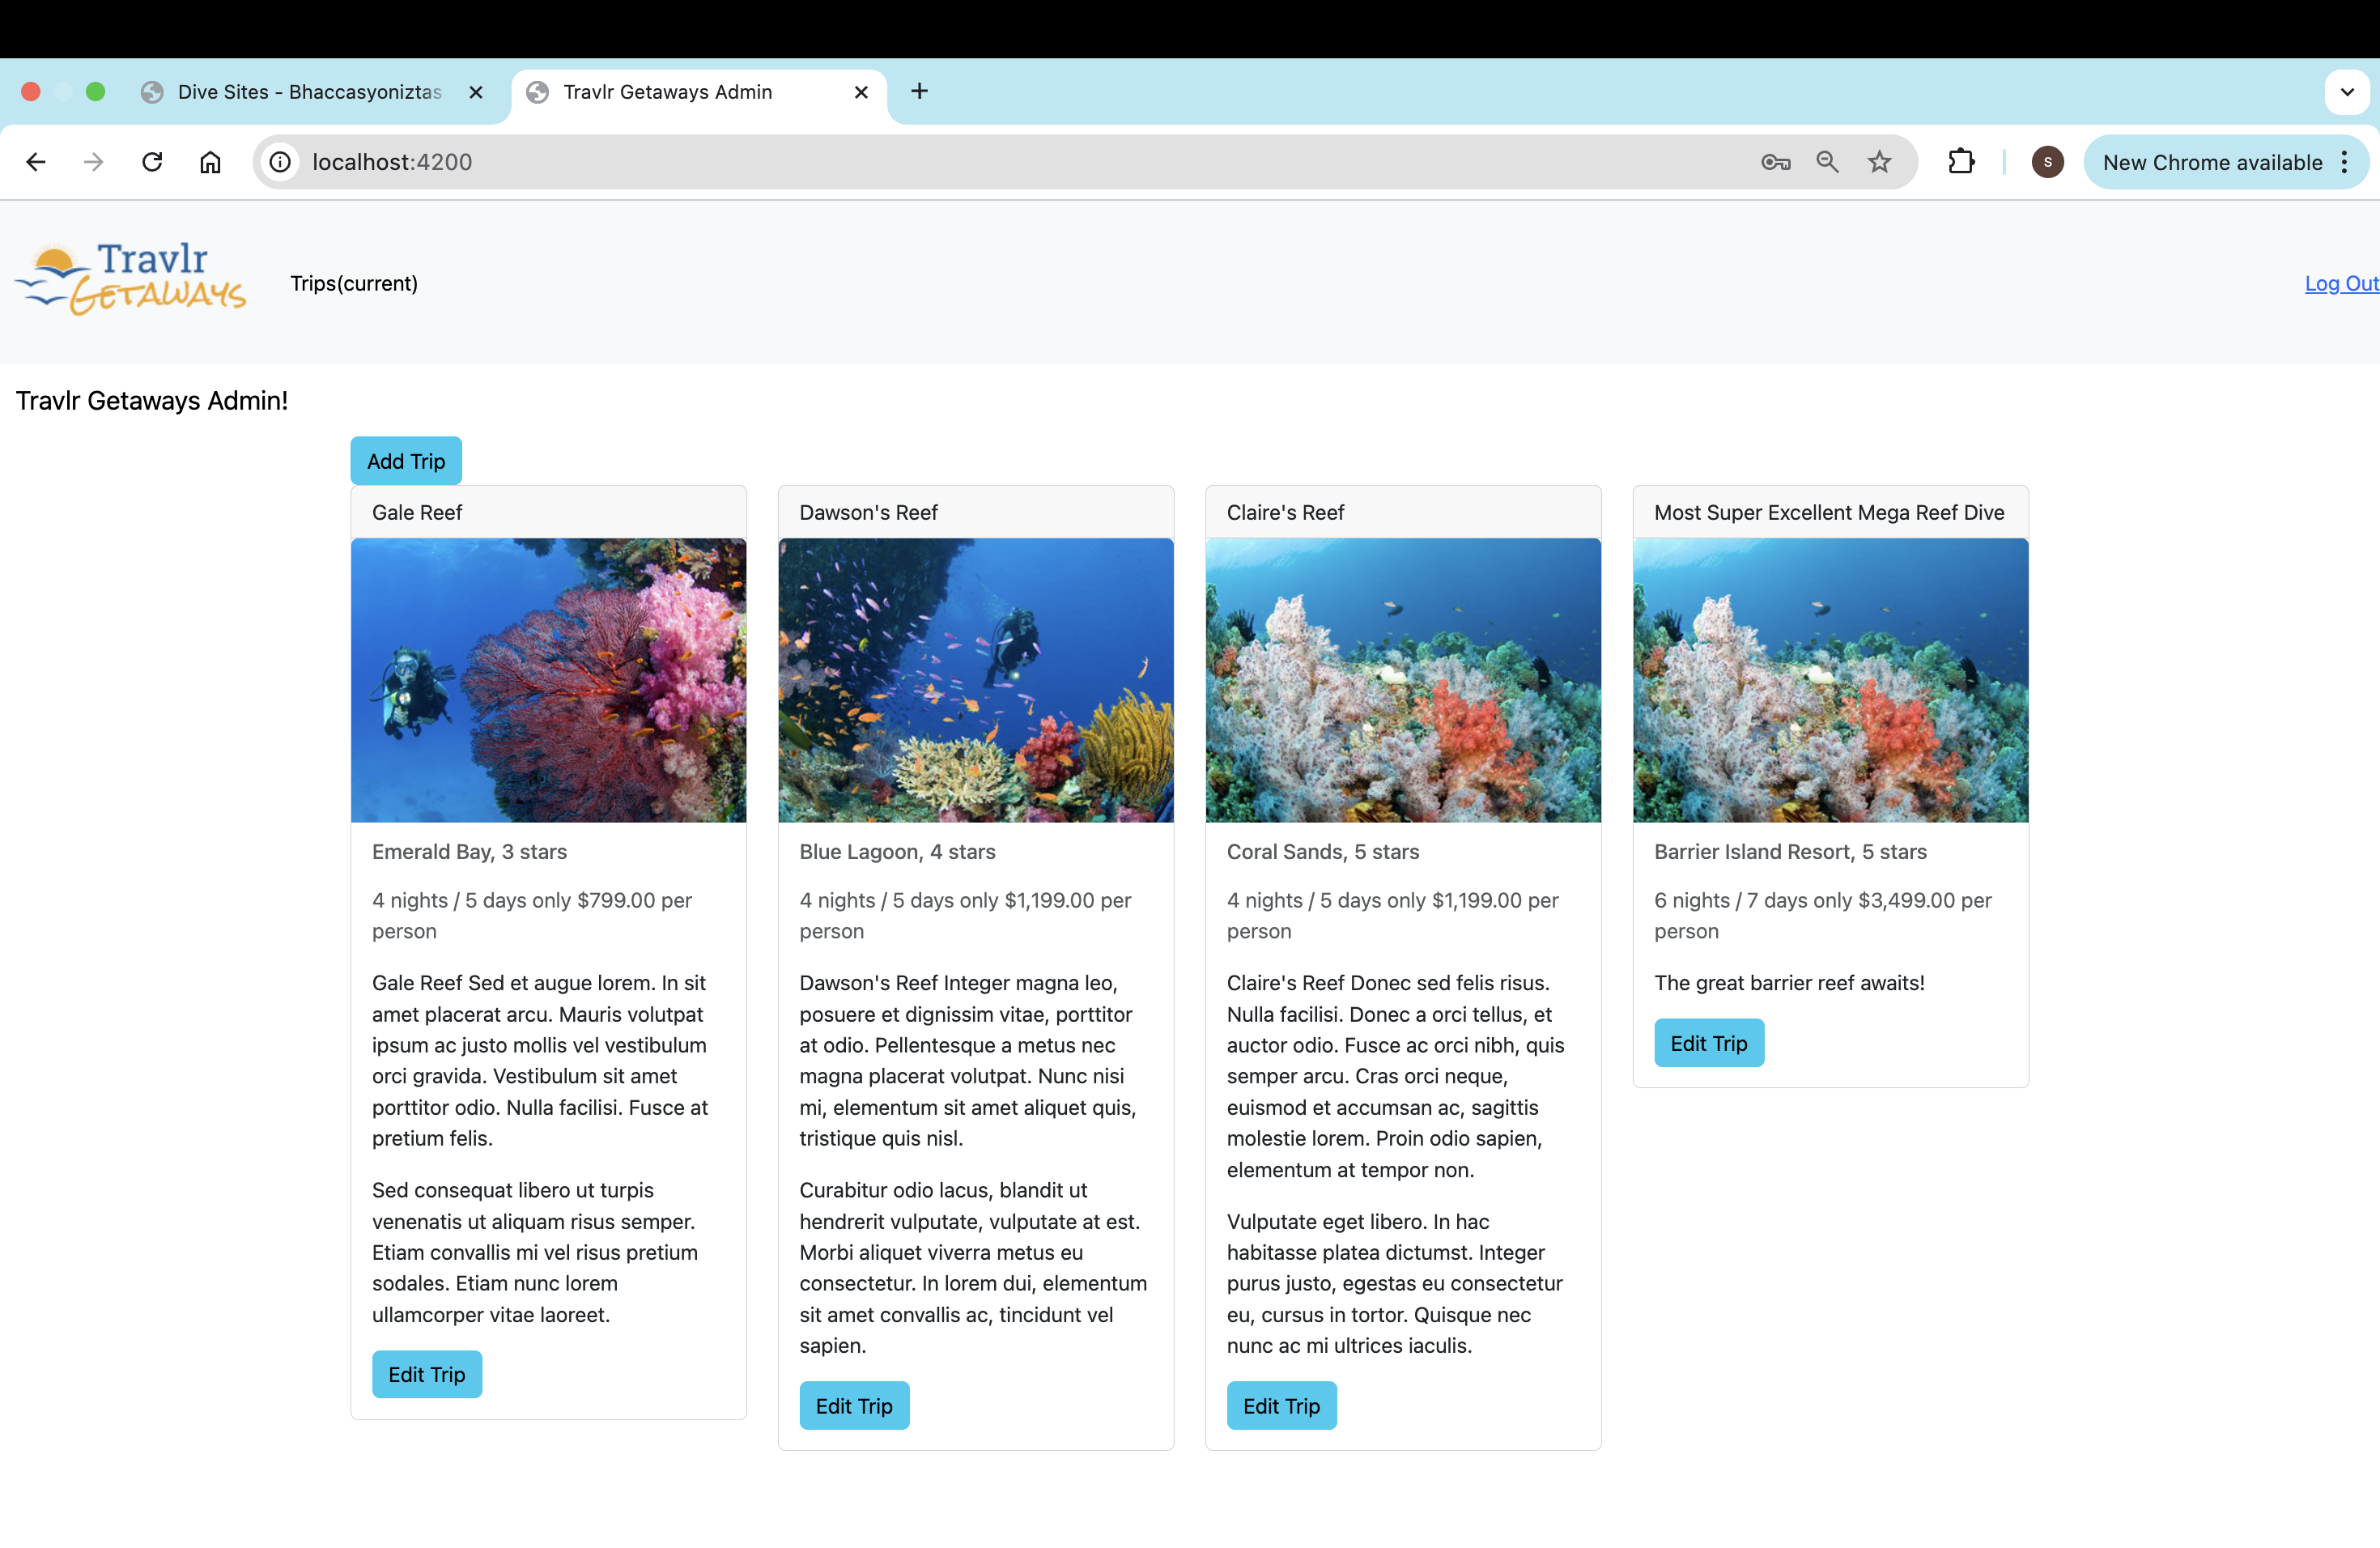 Dive Sites - Bhaccasyoniztas
Travlr Getaways Admin
localhost:4200
S
New Chrome available
Travlr
GETAWAYS
Trips(current)
Log Out
Travlr Getaways Admin!
Add Trip
Gale Reef
Emerald Bay, 3 stars
4 nights / 5 days only $799.00 per
person
Gale Reef Sed et augue lorem. In sit
amet placerat arcu. Mauris volutpat
ipsum ac justo mollis vel vestibulum
orci gravida. Vestibulum sit amet
porttitor odio. Nulla facilisi. Fusce at
pretium felis.
Sed consequat libero ut turpis
venenatis ut aliquam risus semper.
Etiam convallis mi vel risus pretium
sodales. Etiam nunc lorem
ullamcorper vitae laoreet.
Edit Trip
Dawson's Reef
Blue Lagoon, 4 stars
4 nights / 5 days only $1,199.00 per
person
Dawson's Reef Integer magna leo,
posuere et dignissim vitae, porttitor
at odio. Pellentesque a metus nec
magna placerat volutpat. Nunc nisi
mi, elementum sit amet aliquet quis,
tristique quis nisl.
Curabitur odio lacus, blandit ut
hendrerit vulputate, vulputate at est.
Morbi aliquet viverra metus eu
consectetur. In lorem dui, elementum
sit amet convallis ac, tincidunt vel
sapien.
Edit Trip
Claire's Reef
Coral Sands, 5 stars
4 nights / 5 days only $1,199.00 per
person
Claire's Reef Donec sed felis risus.
Nulla facilisi. Donec a orci tellus, et
auctor odio. Fusce ac orci nibh, quis
semper arcu. Cras orci neque,
euismod et accumsan ac, sagittis
molestie lorem. Proin odio sapien,
elementum at tempor non.
Vulputate eget libero. In hac
habitasse platea dictumst. Integer
purus justo, egestas eu consectetur
eu, cursus in tortor. Quisque nec
nunc ac mi ultrices iaculis.
Edit Trip
Most Super Excellent Mega Reef Dive
Barrier Island Resort, 5 stars
6 nights / 7 days only $3,499.00 per
person
The great barrier reef awaits!
Edit Trip